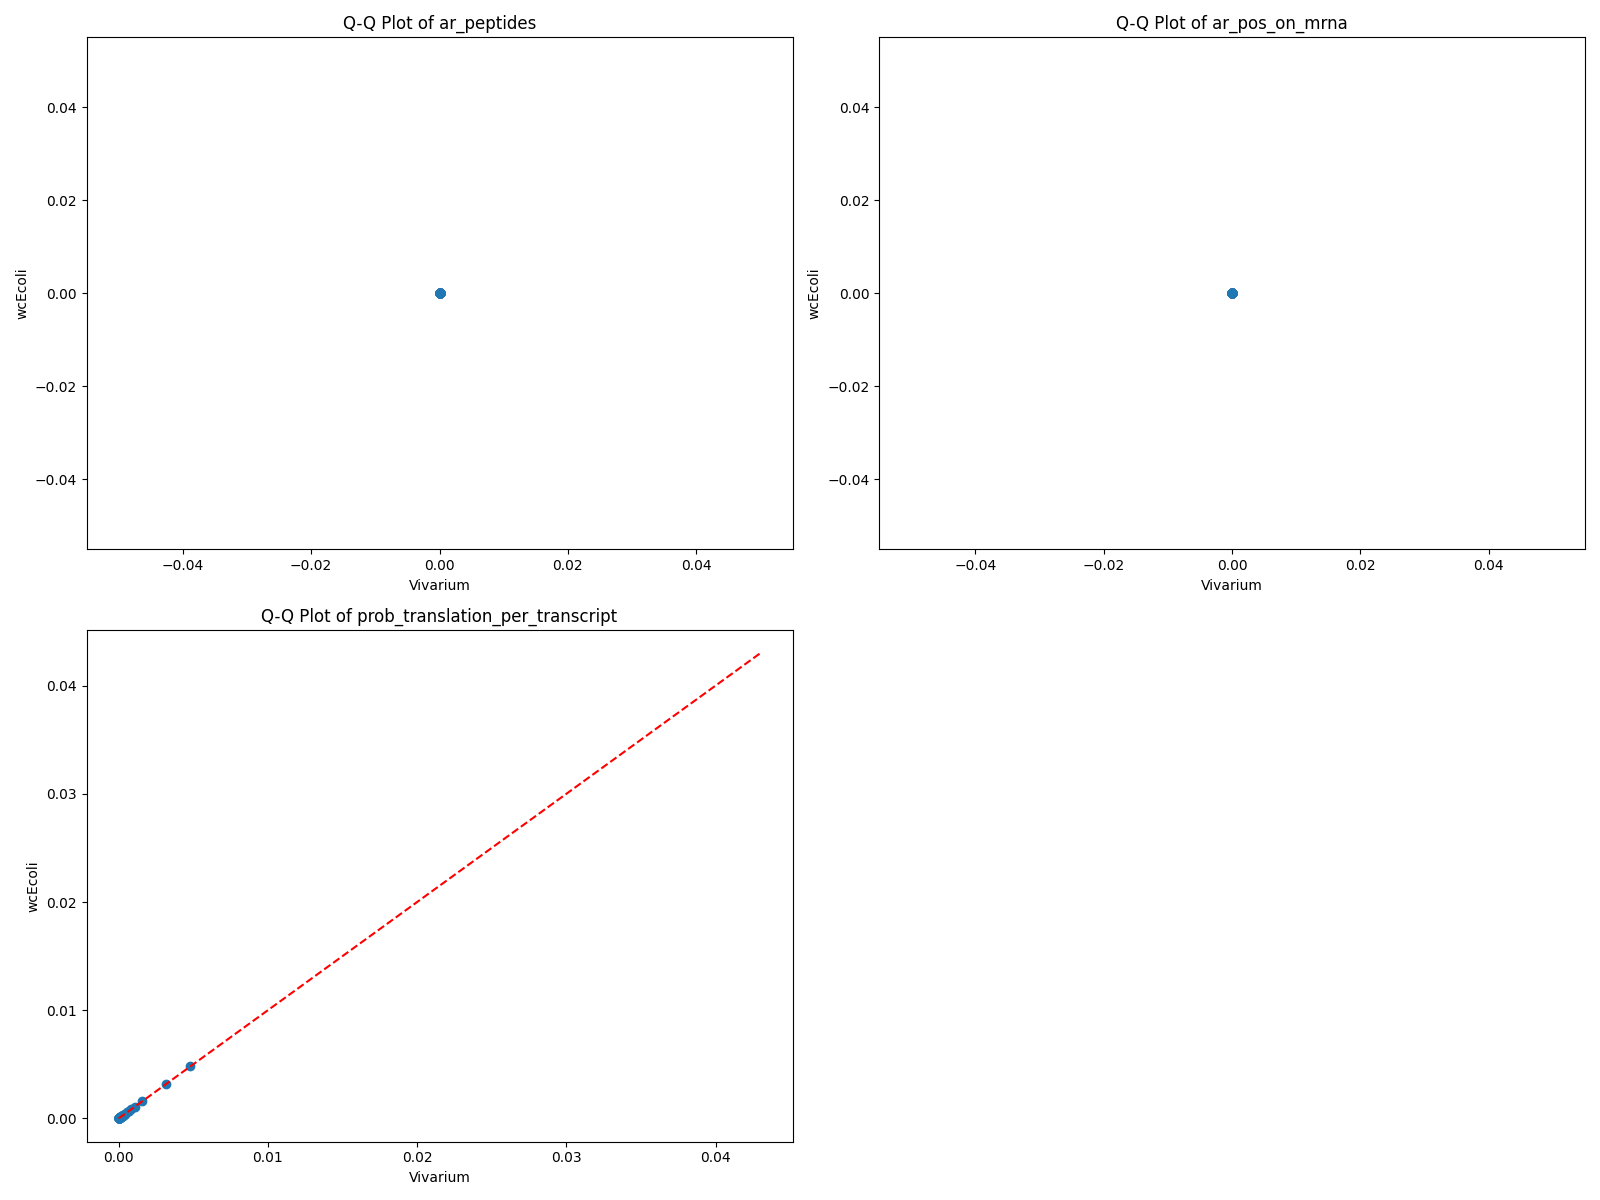 Q-Q Plot of ar_peptides
wcEcoli
0.04
0.02
0.00
−0.02
−0.04
−0.04 −0.02 0.00 0.02 0.04
Vivarium
Q-Q Plot of ar_pos_on_mrna
wcEcoli
0.04
0.02
0.00
−0.02
−0.04
−0.04 −0.02 0.00 0.02 0.04
Vivarium
Q-Q Plot of prob_translation_per_transcript
wcEcoli
0.04
0.03
0.02
0.01
0.00
0.00 0.01 0.02 0.03 0.04
Vivarium